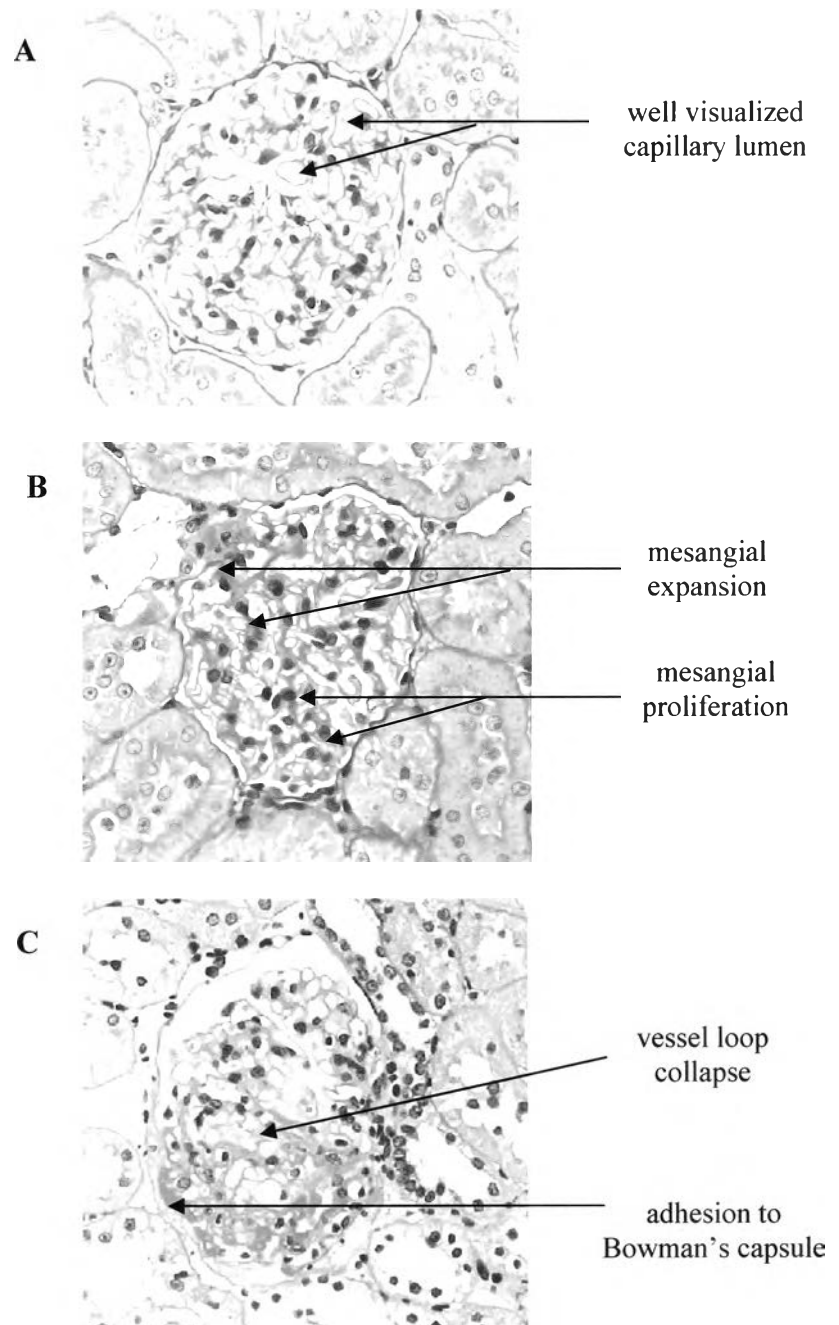 A
well visualized
capillary lumen
B
mesangial
expansion
mesangial
proliferation
C
vessel loop
collapse
adhesion to
Bowman's capsule